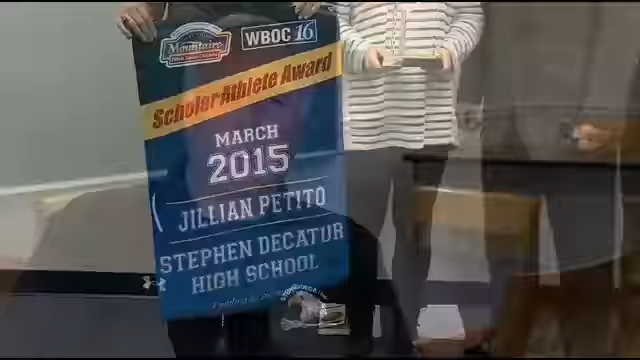 Mountaire
WBOC 16
Scholar Athlete Award
MARCH
2015
JILLIAN PETITO
STEPHEN DECATUR
HIGH SCHOOL